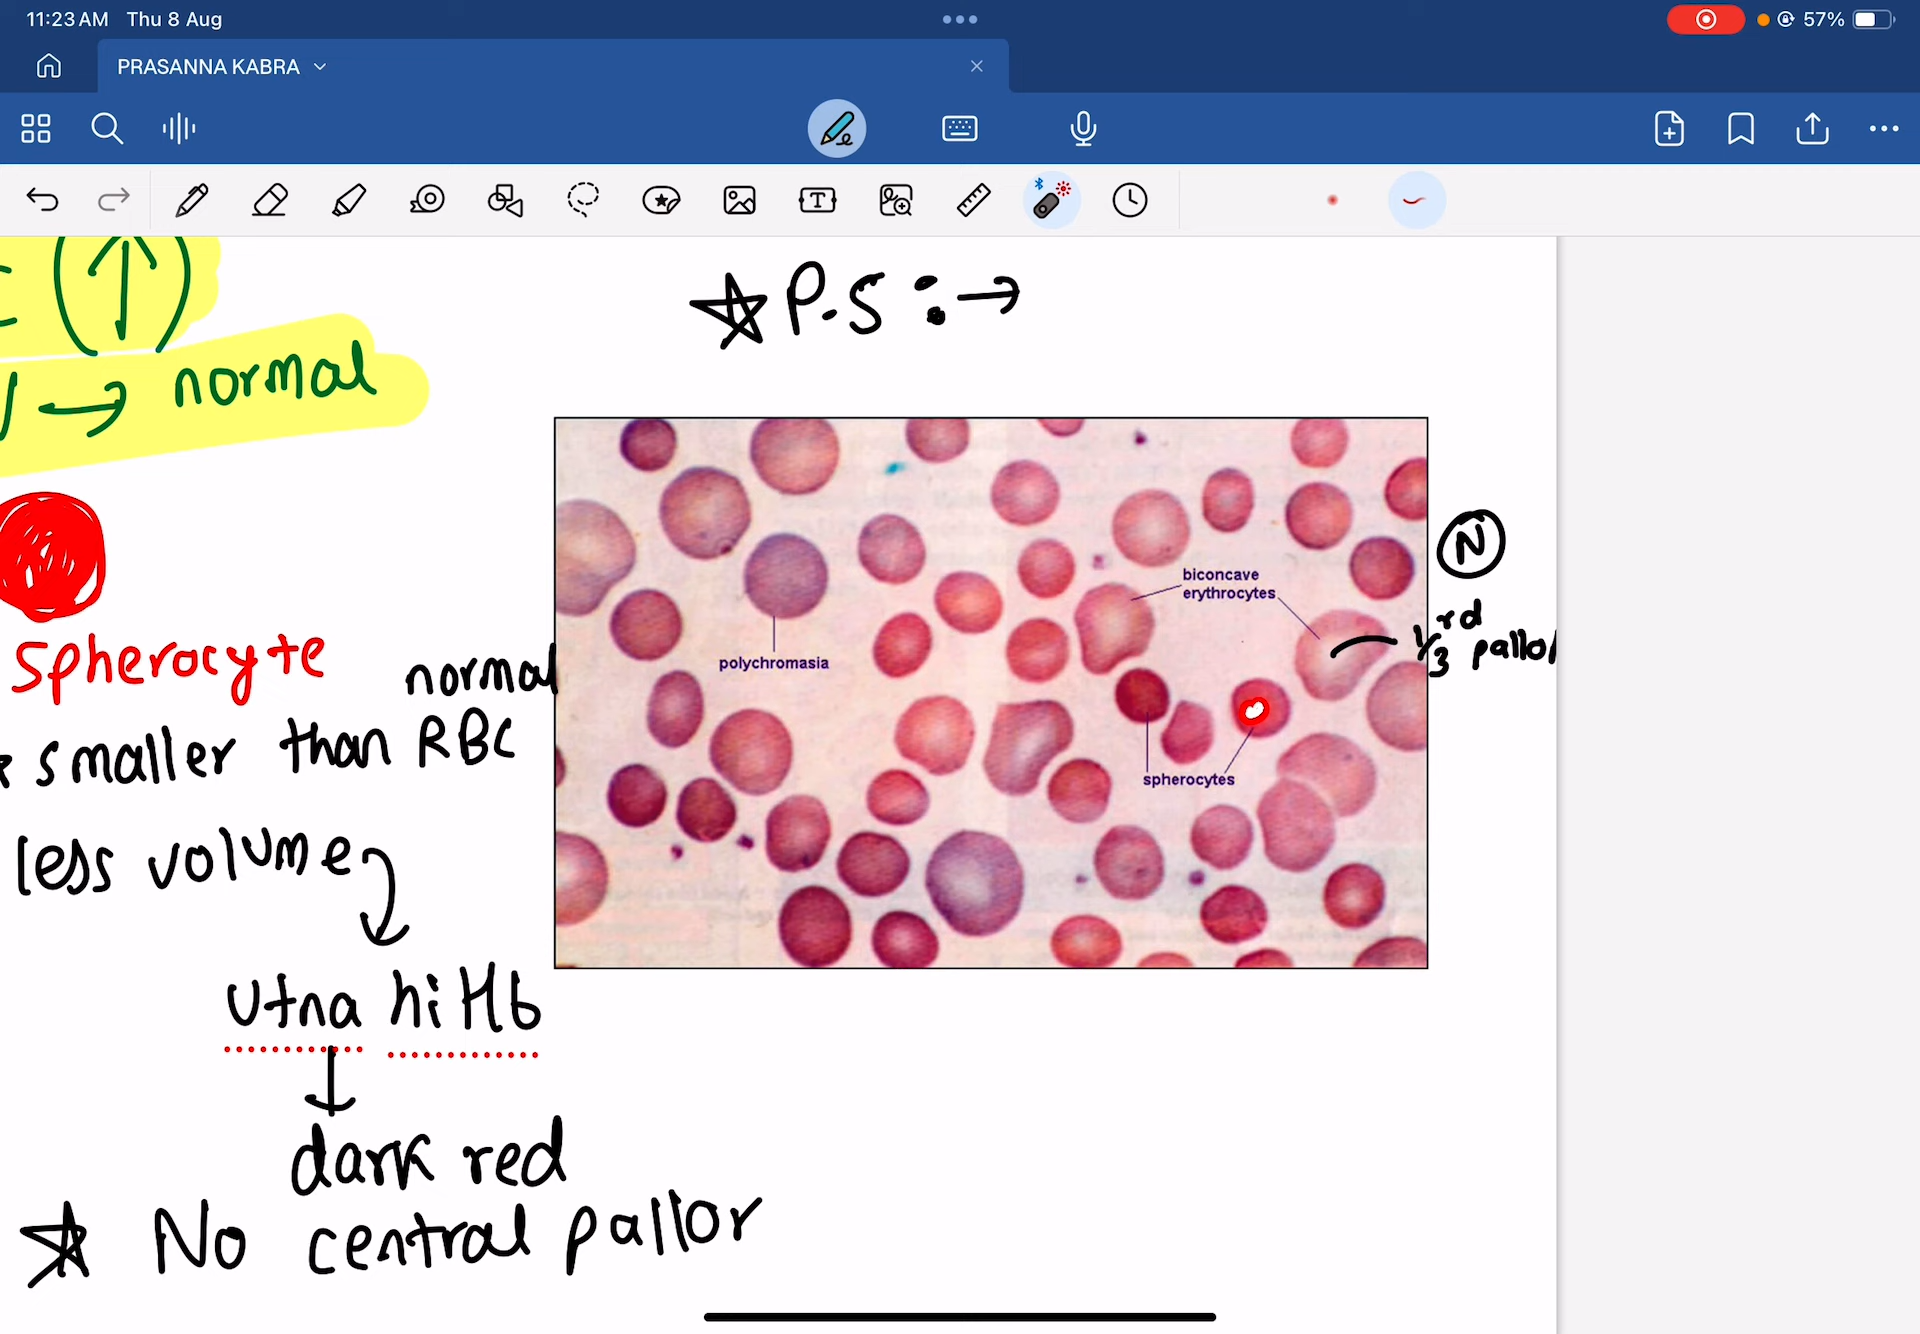 11:23 AM Thu 8 Aug
57%
PRASANNA KABRA
(↑)
→ normal
☆ P.S :→
biconcave
erythrocytes
N
1/3rd pallor
polychromasia
spherocytes
Spherocyte
smaller than normal RBC
less volume
Utna hi Hb
↓
dark red
☆ No central pallor